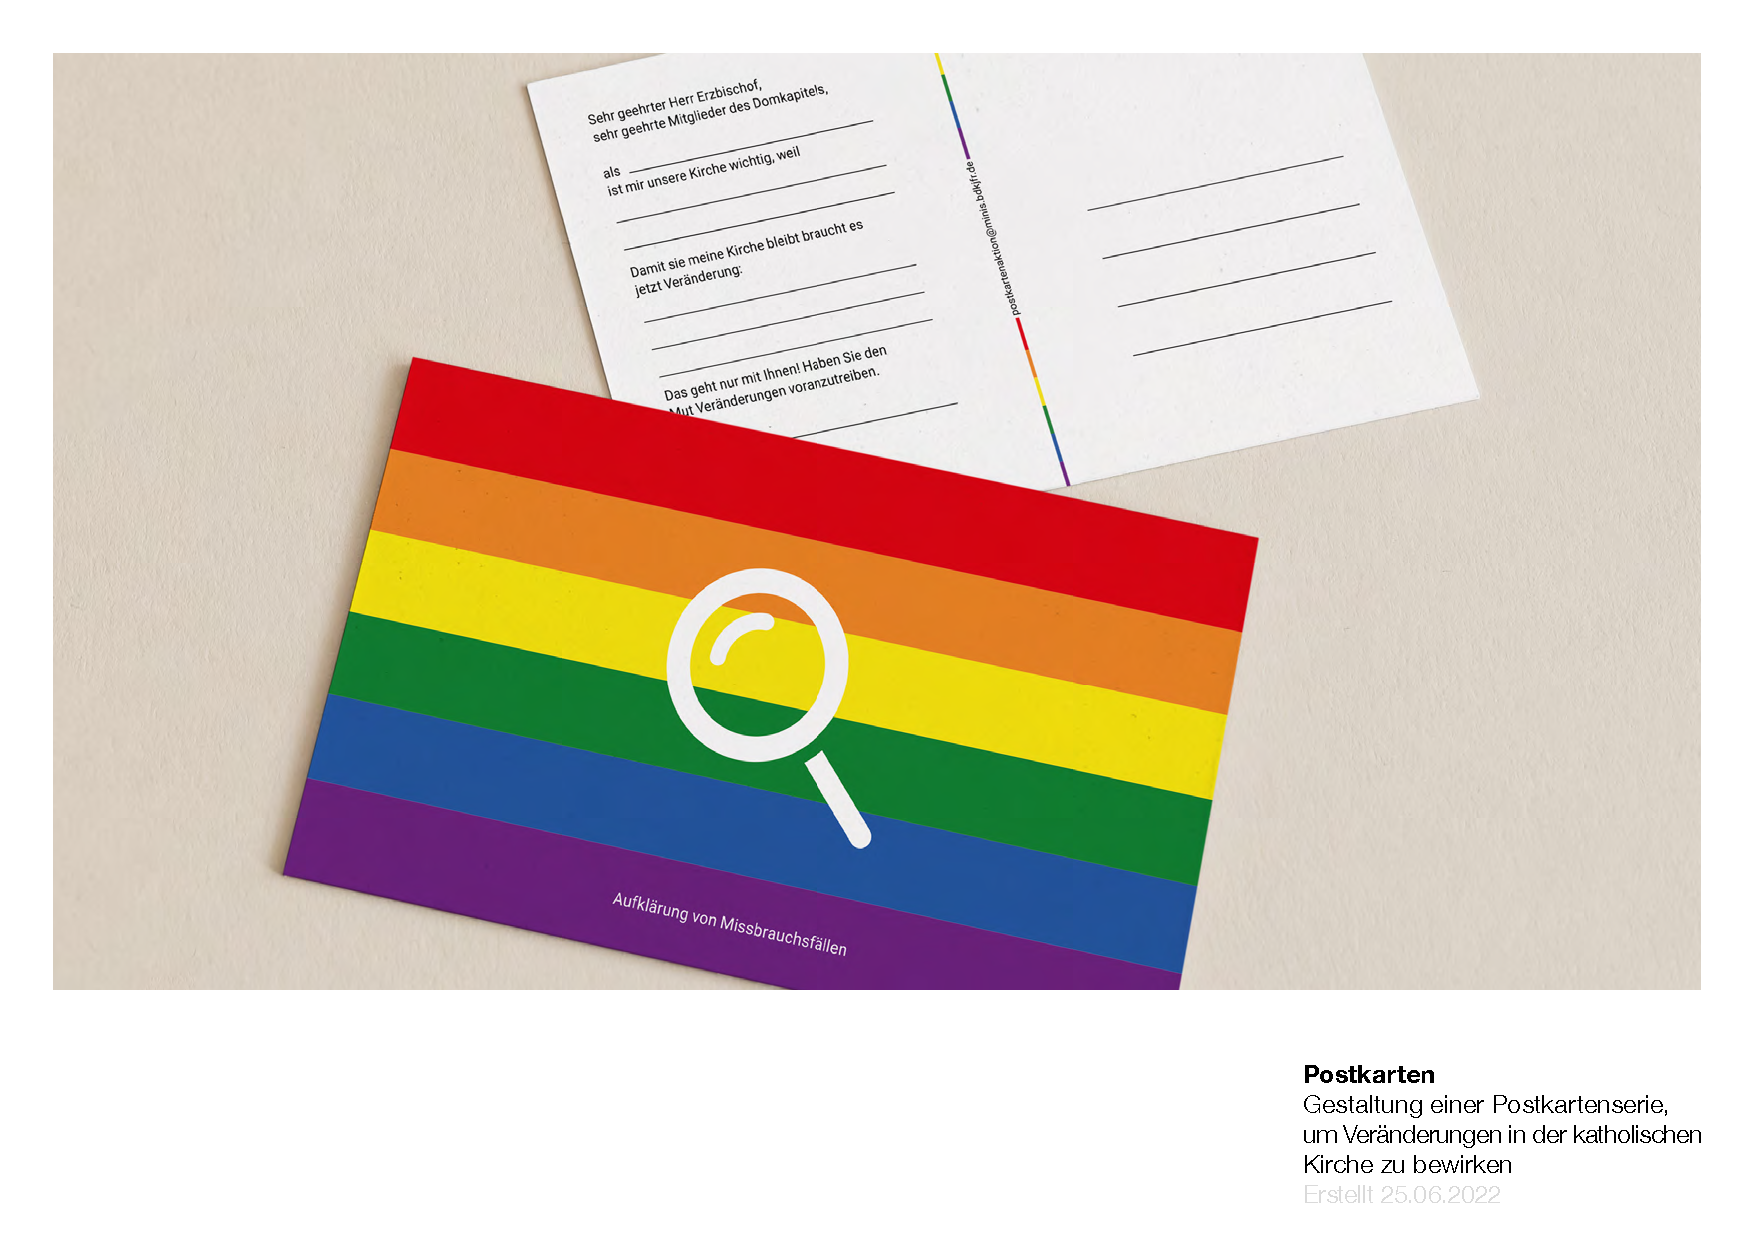 Sehr geehrter Herr Erzbischof,
sehr geehrte Mitglieder des Domkapitels,
als
ist mir unsere Kirche wichtig, weil
Damit sie meine Kirche bleibt braucht es
jetzt Veränderung:
Das geht nur mit Ihnen! Haben Sie den
Mut Veränderungen voranzutreiben.
postkartenaktion@minis.bdkjfr.de
Aufklärung von Missbrauchsfällen
Postkarten
Gestaltung einer Postkartenserie,
um Veränderungen in der katholischen
Kirche zu bewirken
Erstellt 25.06.2022